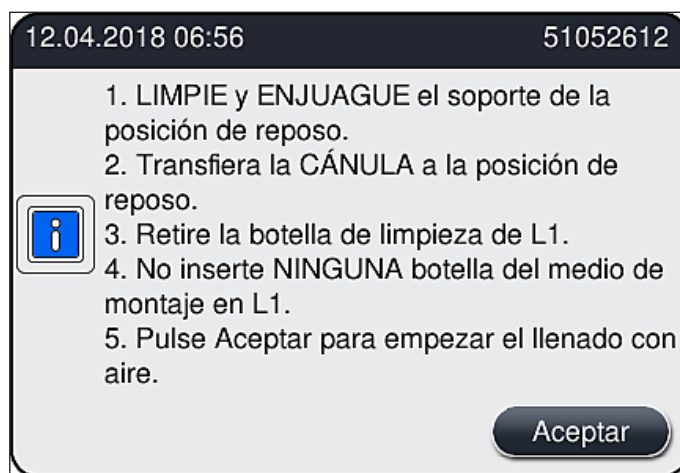 12.04.2018 06:56 51052612
1. LIMPIE y ENJUAGUE el soporte de la
posición de reposo.
2. Transfiera la CÁNULA a la posición de
reposo.
3. Retire la botella de limpieza de L1.
4. No inserte NINGUNA botella del medio de
montaje en L1.
5. Pulse Aceptar para empezar el llenado con
aire.
Aceptar